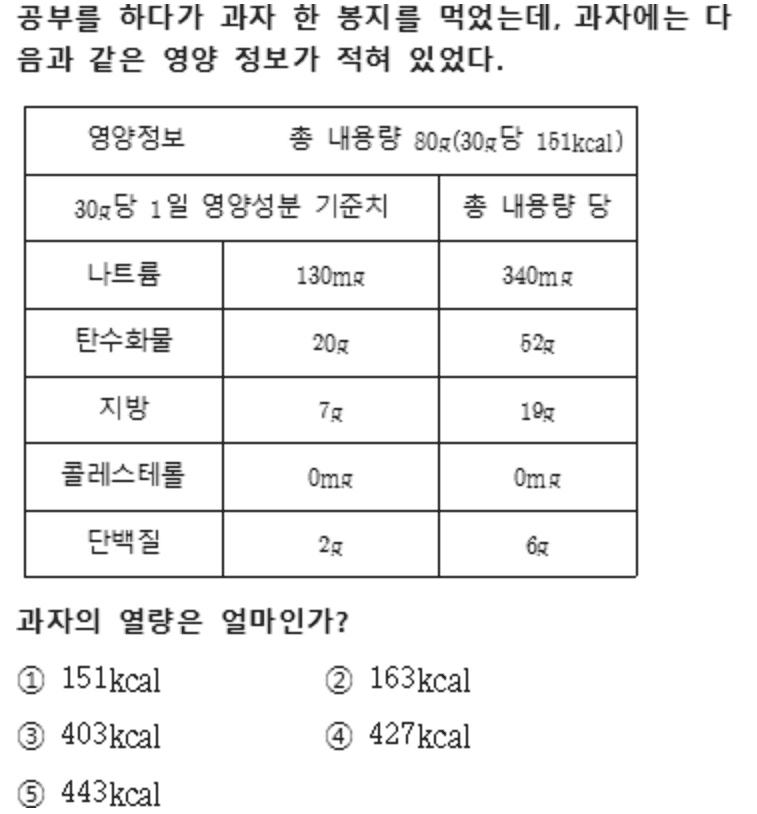 공부를 하다가 과자 한 봉지를 먹었는데, 과자에는 다
음과 같은 영양 정보가 적혀 있었다.
영양정보 총 내용량 80g(30g당 151kcal)
30g당 1일 영양성분 기준치 총 내용량 당
나트륨 130mg 340mg
탄수화물 20g 52g
지방 7g 19g
콜레스테롤 0mg 0mg
단백질 2g 6g
과자의 열량은 얼마인가?
① 151kcal ② 163kcal
③ 403kcal ④ 427kcal
⑤ 443kcal